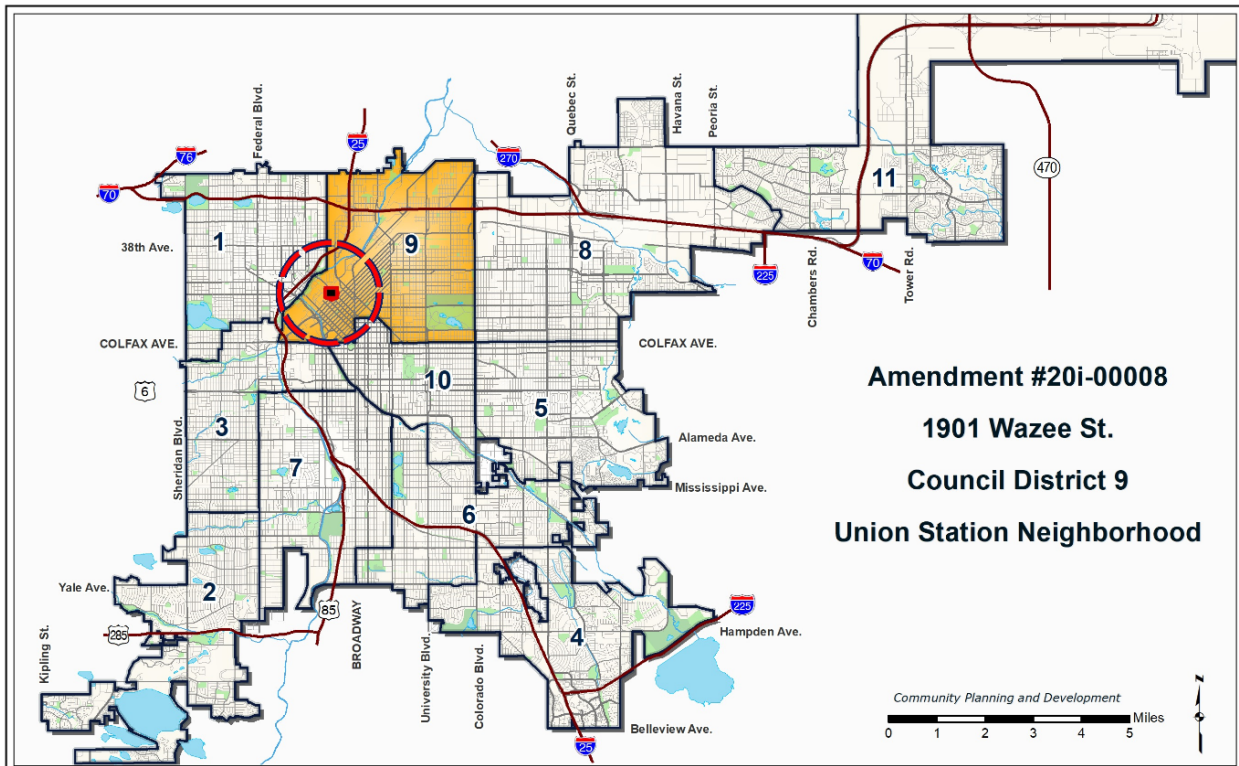 Federal Blvd.
Quebec St.
Havana St.
Peoria St.
76
25
270
70
470
11
1
9
8
38th Ave.
225
70
Chambers Rd.
Tower Rd.
COLFAX AVE.
COLFAX AVE.
6
10
5
Amendment #20i-00008
1901 Wazee St.
Council District 9
Union Station Neighborhood
Sheridan Blvd.
3
7
Alameda Ave.
Mississippi Ave.
6
Yale Ave.
2
85
285
BROADWAY
University Blvd.
Colorado Blvd.
4
225
Hampden Ave.
Kipling St.
Belleview Ave.
25
Community Planning and Development
Miles
0 1 2 3 4 5
N